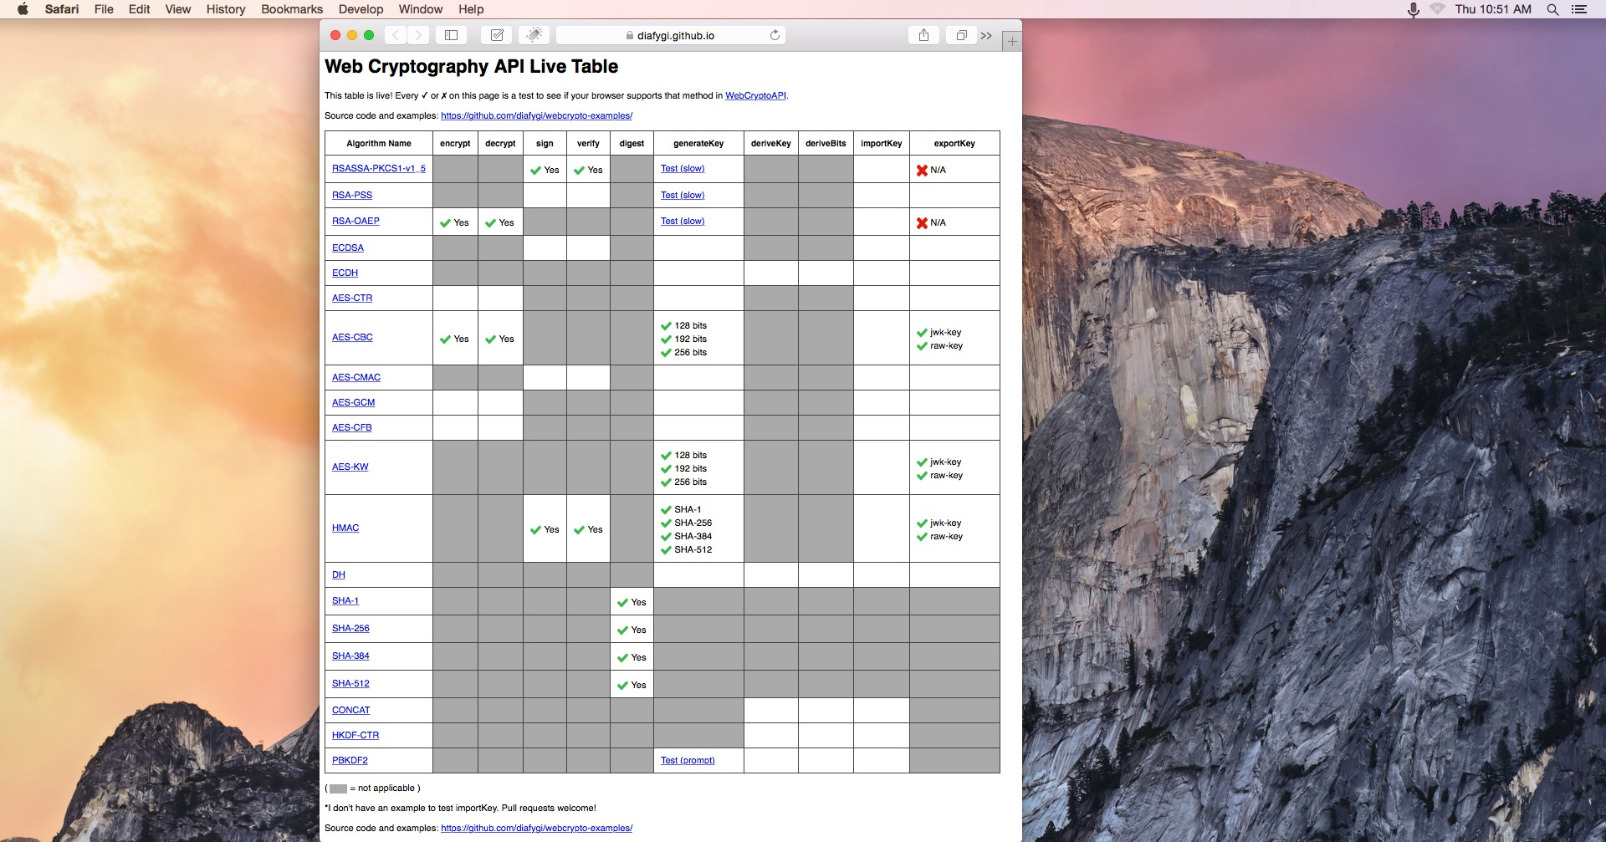 Safari File Edit View History Bookmarks Develop Window Help Thu 10:51 AM
diafygi.github.io
Web Cryptography API Live Table
This table is live! Every ✓ or ✗ on this page is a test to see if your browser supports that method in WebCryptoAPI.
Source code and examples: https://github.com/diafygi/webcrypto-examples/
Algorithm Name encrypt decrypt sign verify digest generateKey deriveKey deriveBits importKey exportKey
RSASSA-PKCS1-v1_5 ✓ Yes ✓ Yes Test (slow) ✗ N/A
RSA-PSS Test (slow)
RSA-OAEP ✓ Yes ✓ Yes Test (slow) ✗ N/A
ECDSA
ECDH
AES-CTR
AES-CBC ✓ Yes ✓ Yes
✓ 128 bits
✓ 192 bits
✓ 256 bits
✓ jwk-key
✓ raw-key
AES-CMAC
AES-GCM
AES-CFB
AES-KW
✓ 128 bits
✓ 192 bits
✓ 256 bits
✓ jwk-key
✓ raw-key
HMAC ✓ Yes ✓ Yes
✓ SHA-1
✓ SHA-256
✓ SHA-384
✓ SHA-512
✓ jwk-key
✓ raw-key
DH
SHA-1 ✓ Yes
SHA-256 ✓ Yes
SHA-384 ✓ Yes
SHA-512 ✓ Yes
CONCAT
HKDF-CTR
PBKDF2 Test (prompt)
( = not applicable )
*I don't have an example to test importKey. Pull requests welcome!
Source code and examples: https://github.com/diafygi/webcrypto-examples/